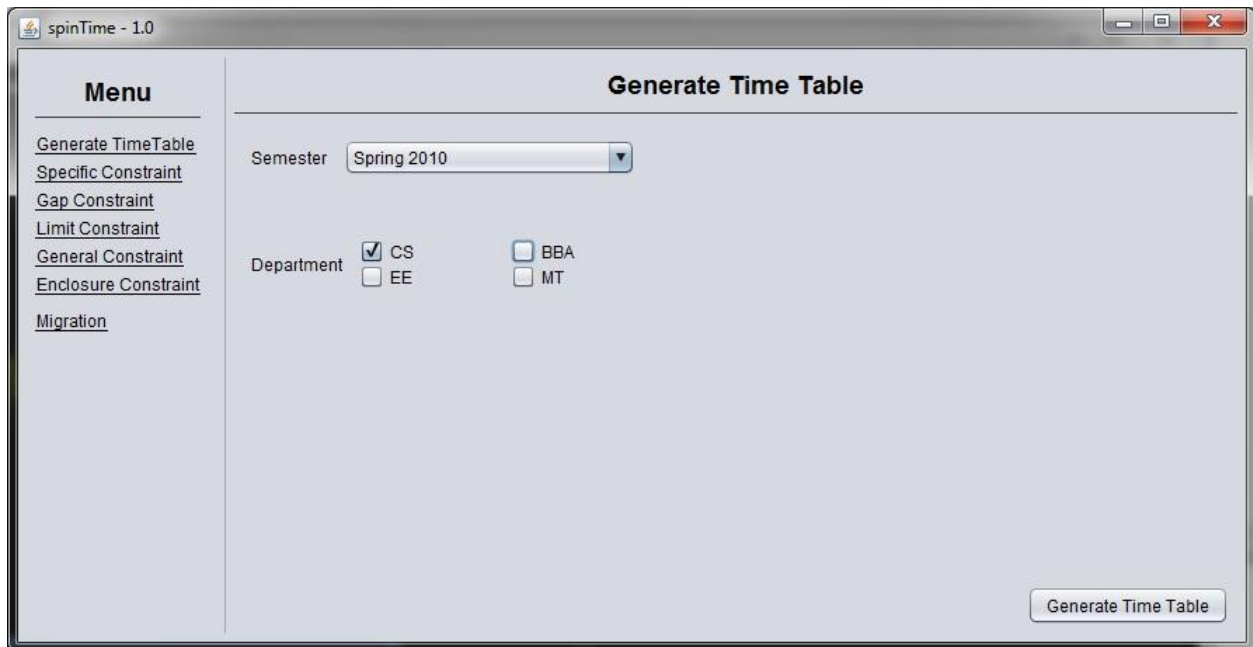 spinTime - 1.0
Menu
Generate TimeTable
Specific Constraint
Gap Constraint
Limit Constraint
General Constraint
Enclosure Constraint
Migration
Generate Time Table
Semester Spring 2010
Department CS BBA
EE MT
Generate Time Table